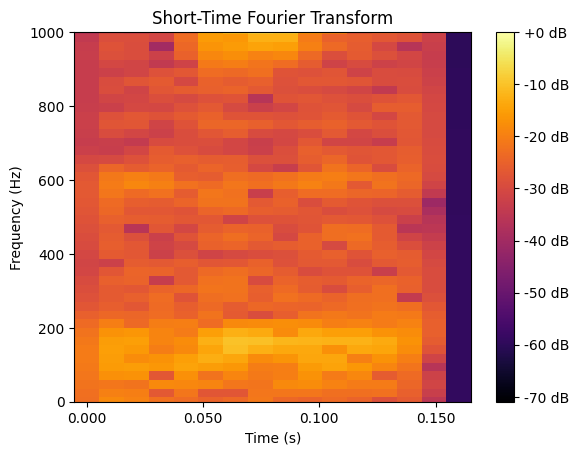 Short-Time Fourier Transform
Frequency (Hz)
1000
800
600
400
200
0
0.000
0.050
0.100
0.150
Time (s)
+0 dB
-10 dB
-20 dB
-30 dB
-40 dB
-50 dB
-60 dB
-70 dB